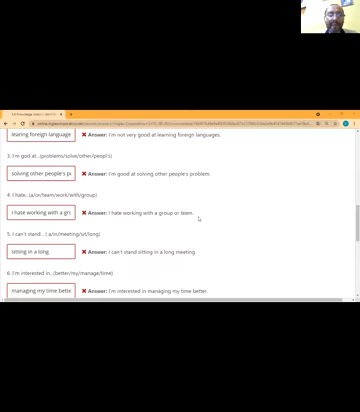 learing foreign language
✖ Answer: I'm not very good at learning foreign languages.
3. I'm god at...(problems/solve/other/peopl's)
solving other people's p
✖ Answer: I'm good at solving other people's problem.
4. I hate... (a/or/team/work/with/group)
I hate working with a grc
✖ Answer: I hate working with a group or team.
5. I can't stand... ( a/in/meeting/sit/long)
sitting in a long
✖ Answer: I can't stand sitting in a long meeting.
6. I'm interested in...(better/my/manage/time)
managing my time bette
✖ Answer: I'm interested in managing my time better.